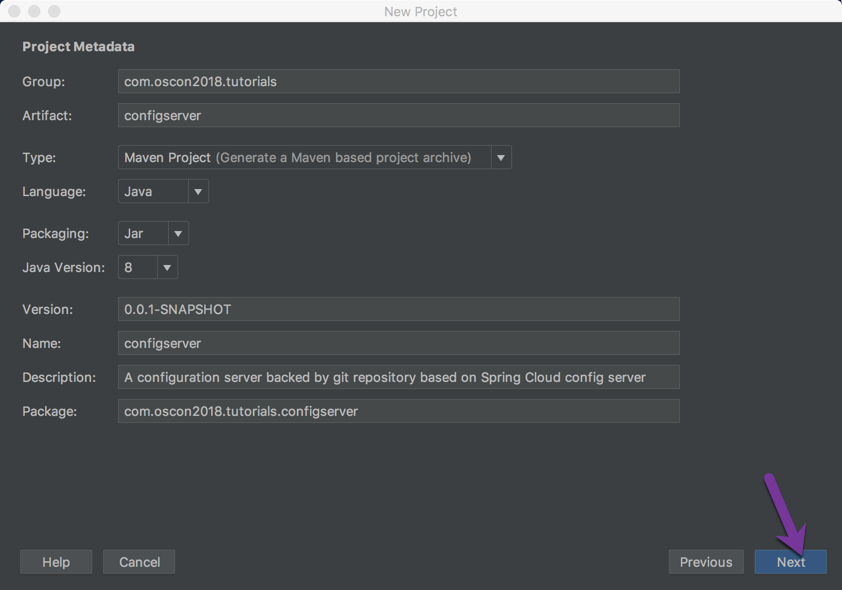 New Project
Project Metadata
Group: com.oscon2018.tutorials
Artifact: configserver
Type: Maven Project (Generate a Maven based project archive)
Language: Java
Packaging: Jar
Java Version: 8
Version: 0.0.1-SNAPSHOT
Name: configserver
Description: A configuration server backed by git repository based on Spring Cloud config server
Package: com.oscon2018.tutorials.configserver
Help Cancel Previous Next